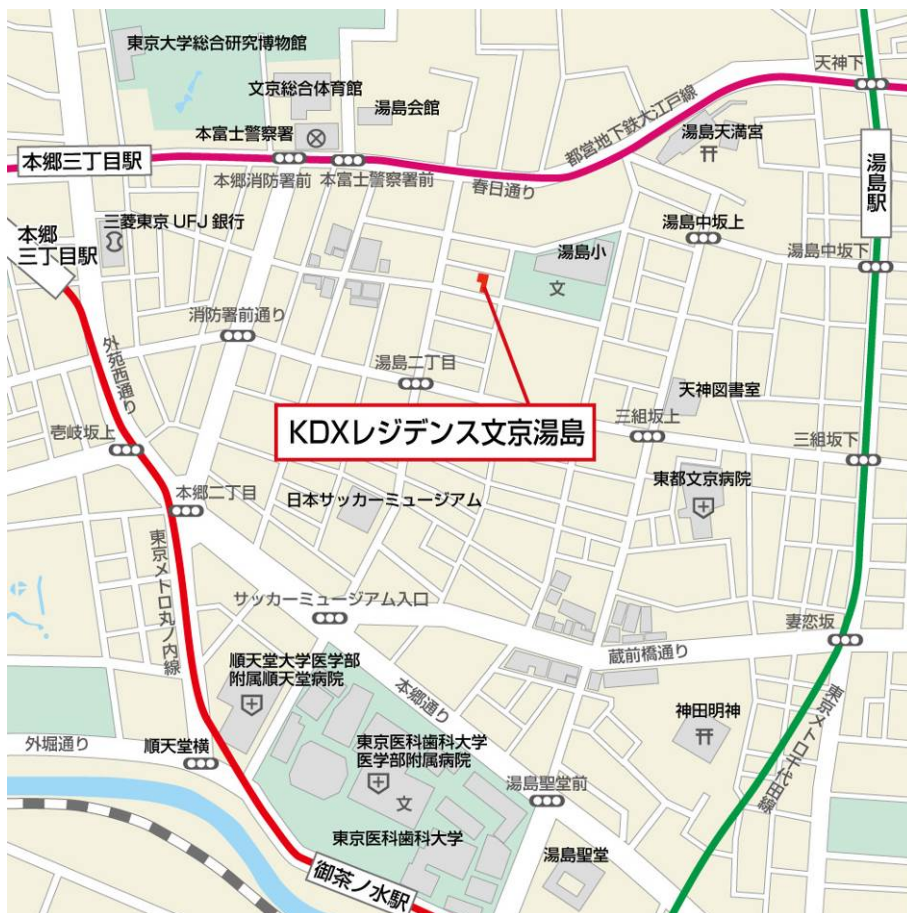 東京大学総合研究博物館
天神下
文京総合体育館
湯島会館
都営地下鉄大江戸線
本富士警察署
湯島天満宮
本郷三丁目駅
本郷消防署前
本富士警察署前
春日通り
湯島駅
三菱東京UFJ銀行
本郷
三丁目駅
湯島中坂上
湯島小
湯島中坂下
文
消防署前通り
外苑西通り
湯島二丁目
天神図書室
KDXレジデンス文京湯島
三組坂上
壱岐坂上
三組坂下
東都文京病院
本郷二丁目
日本サッカーミュージアム
東京メトロ丸ノ内線
サッカーミュージアム入口
妻恋坂
蔵前橋通り
順天堂大学医学部
附属順天堂病院
本郷通り
東京メトロ千代田線
神田明神
外堀通り
順天堂横
東京医科歯科大学
医学部附属病院
湯島聖堂前
文
東京医科歯科大学
湯島聖堂
御茶ノ水駅